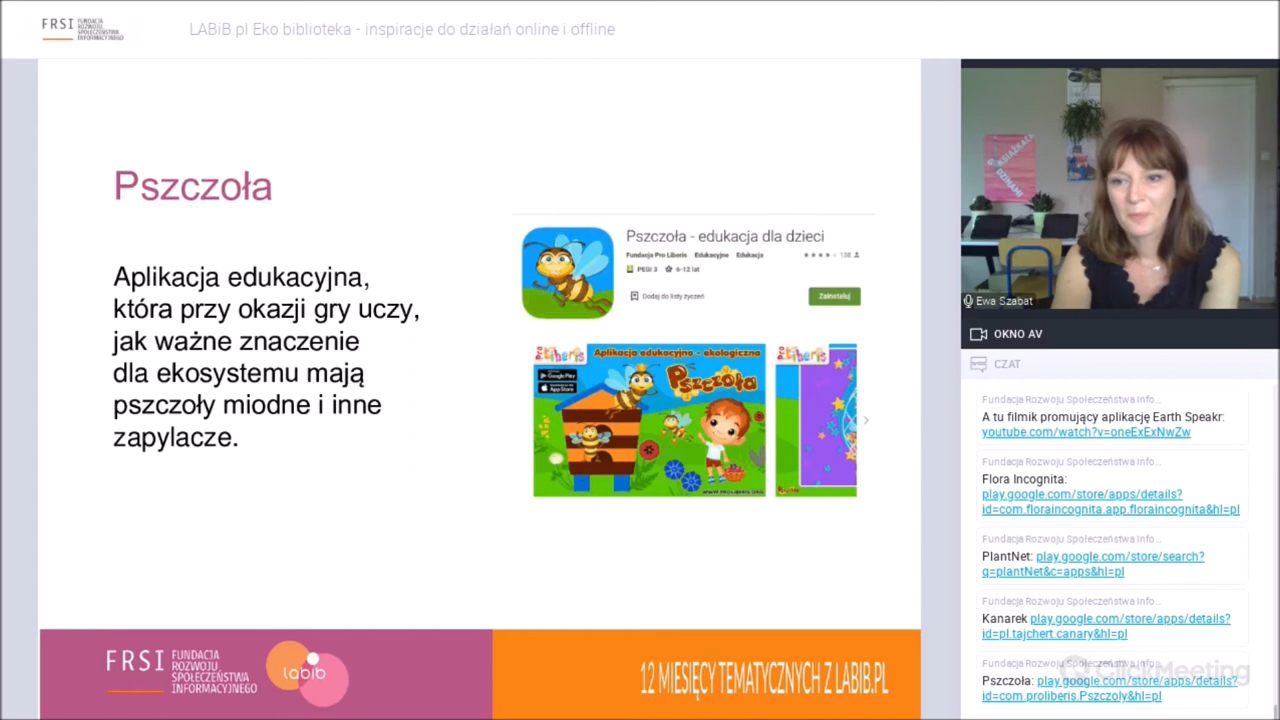 FRSI
FUNDACJA
ROZWOJU
SPOŁECZEŃSTWA
INFORMACYJNEGO
LABiB.pl Eko biblioteka - inspiracje do działań online i offline
Pszczoła
Aplikacja edukacyjna,
która przy okazji gry uczy,
jak ważne znaczenie
dla ekosystemu mają
pszczoły miodne i inne
zapylacze.
Pszczoła - edukacja dla dzieci
Fundacja Pro Liberis Edukacyjne Edukacja
138
PEGI 3 6-12 lat
Dodaj do listy życzeń
Zainstaluj
Pro Liberis
Aplikacja edukacyjno - ekologiczna
Google Play
App Store
Pszczoła
WWW.PROLIBERIS.ORG
Pro Liberis
FRSI
FUNDACJA
ROZWOJU
SPOŁECZEŃSTWA
INFORMACYJNEGO
labib
12 MIESIĘCY TEMATYCZNYCH Z LABIB.PL
Z KSIĄŻKĄ
Ewa Szabat
OKNO AV
CZAT
Fundacja Rozwoju Społeczeństwa Info...
A tu filmik promujący aplikację Earth Speakr:
youtube.com/watch?v=oneExExNwZw
Fundacja Rozwoju Społeczeństwa Info...
Flora Incognita:
play.google.com/store/apps/details?
id=com.floraincognita.app.floraincognita&hl=pl
Fundacja Rozwoju Społeczeństwa Info...
PlantNet: play.google.com/store/search?
q=plantNet&c=apps&hl=pl
Fundacja Rozwoju Społeczeństwa Info...
Kanarek play.google.com/store/apps/details?
id=pl.tajchert.canary&hl=pl
Fundacja Rozwoju Społeczeństwa Info...
Pszczoła: play.google.com/store/apps/details?
id=com.proliberis.Pszczoly&hl=pl
ClickMeeting